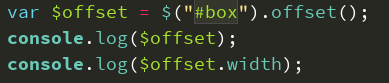 var $offset = $("#box").offset();
console.log($offset);
console.log($offset.width);